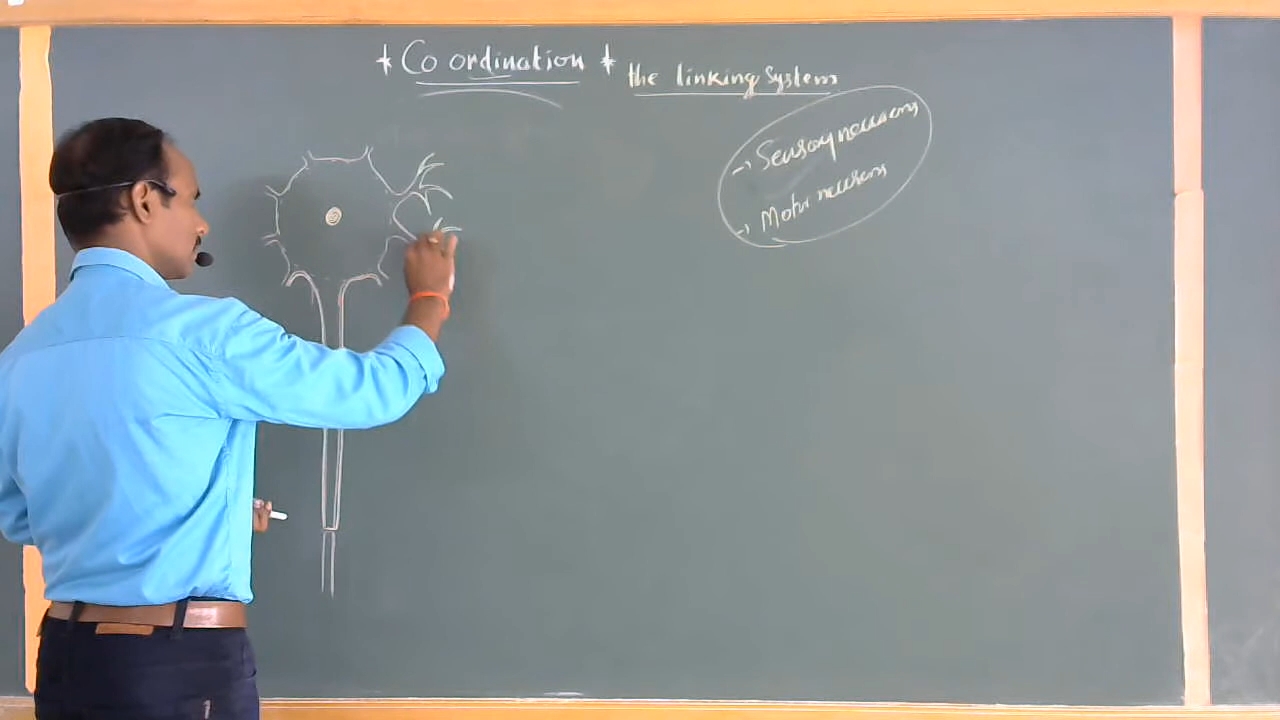 * Co ordination *
the linking system
→ Sensory neurons
→ Motor neurons